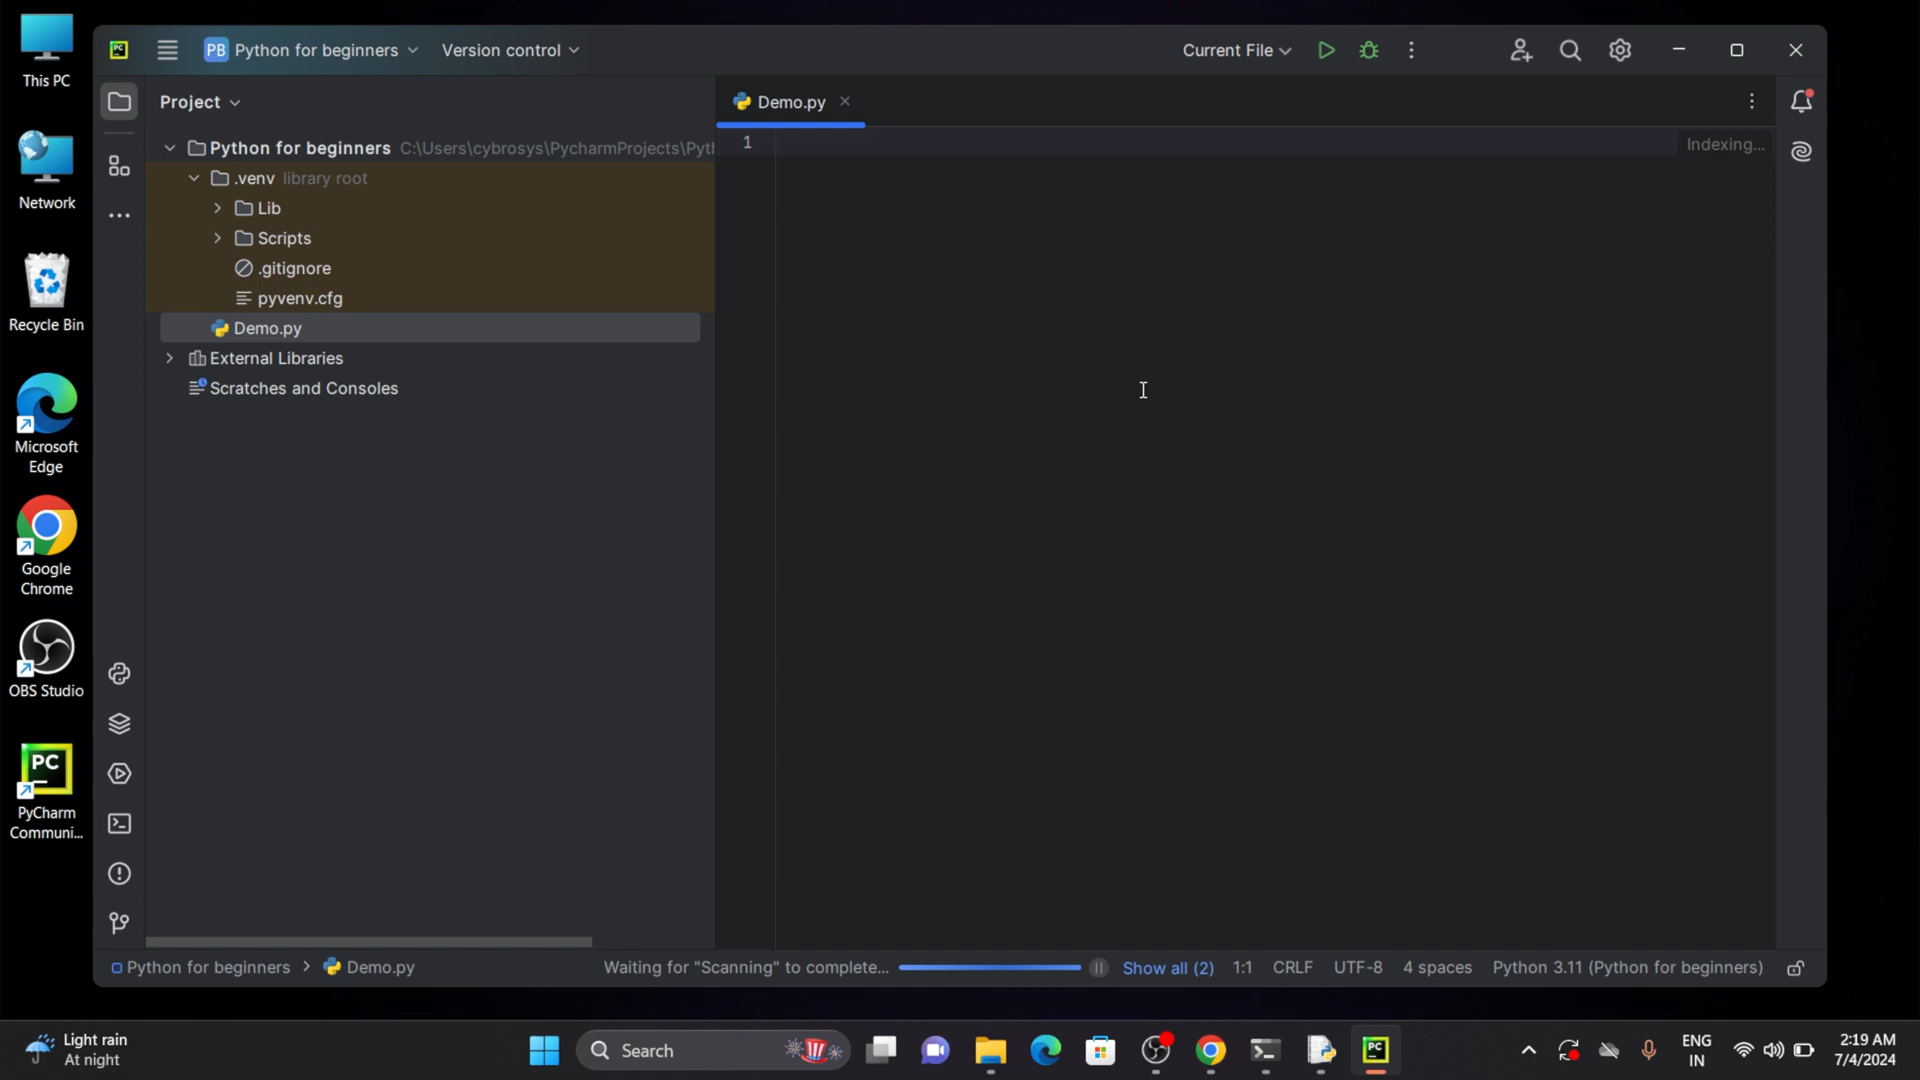 This PC
Network
Recycle Bin
Microsoft
Edge
Google
Chrome
OBS Studio
PC
PyCharm
Communi...
PC
PB Python for beginners
Version control
Current File
Project
Python for beginners C:\Users\cybrosys\PycharmProjects\Pyth
.venv library root
Lib
Scripts
.gitignore
pyvenv.cfg
Demo.py
External Libraries
Scratches and Consoles
Demo.py
1
Indexing...
Python for beginners > Demo.py
Waiting for "Scanning" to complete...
Show all (2)
1:1
CRLF
UTF-8
4 spaces
Python 3.11 (Python for beginners)
Light rain
At night
Search
PC
ENG
IN
2:19 AM
7/4/2024